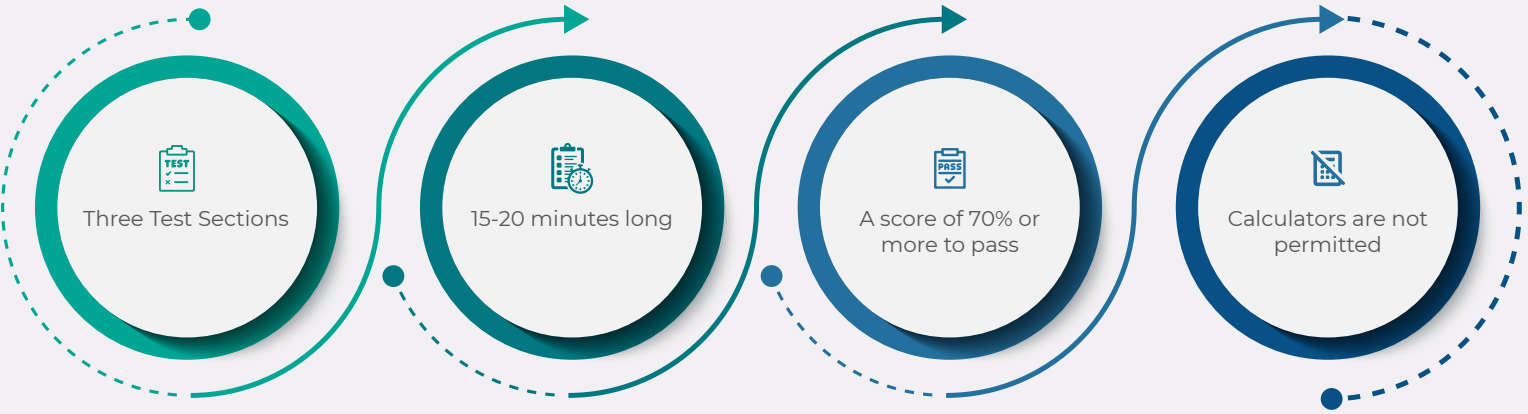 TEST
Three Test Sections
15-20 minutes long
PASS
A score of 70% or
more to pass
Calculators are not
permitted